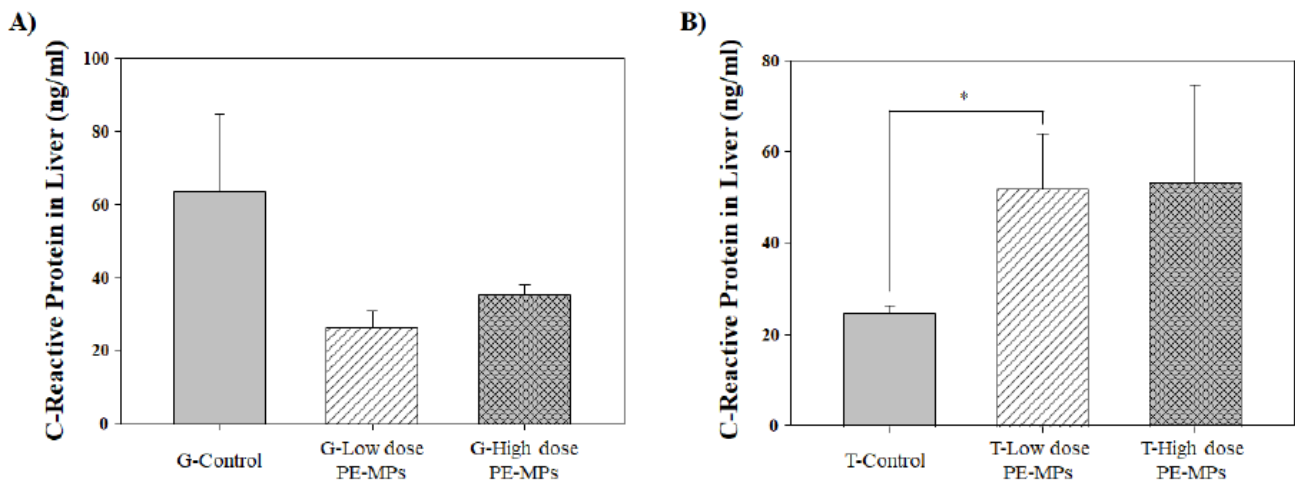 A)
C-Reactive Protein in Liver (ng/ml)
100
80
60
40
20
0
G-Control
G-Low dose
PE-MPs
G-High dose
PE-MPs
B)
C-Reactive Protein in Liver (ng/ml)
80
60
40
20
0
*
T-Control
T-Low dose
PE-MPs
T-High dose
PE-MPs